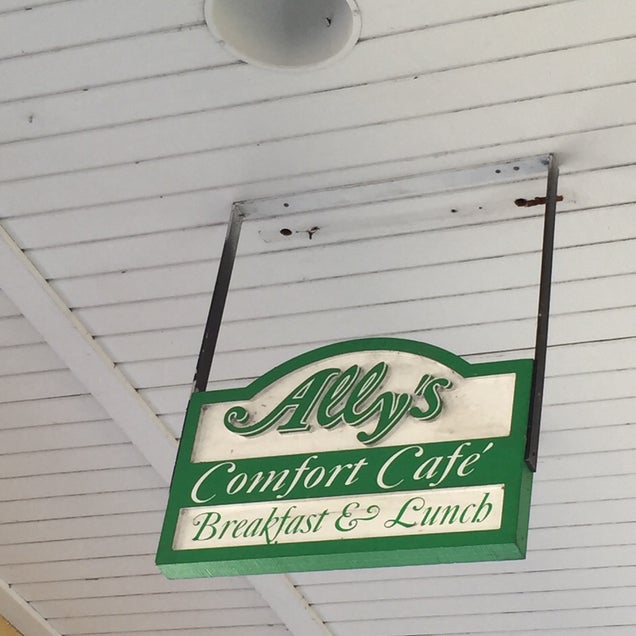 Ally's
Comfort Café
Breakfast & Lunch